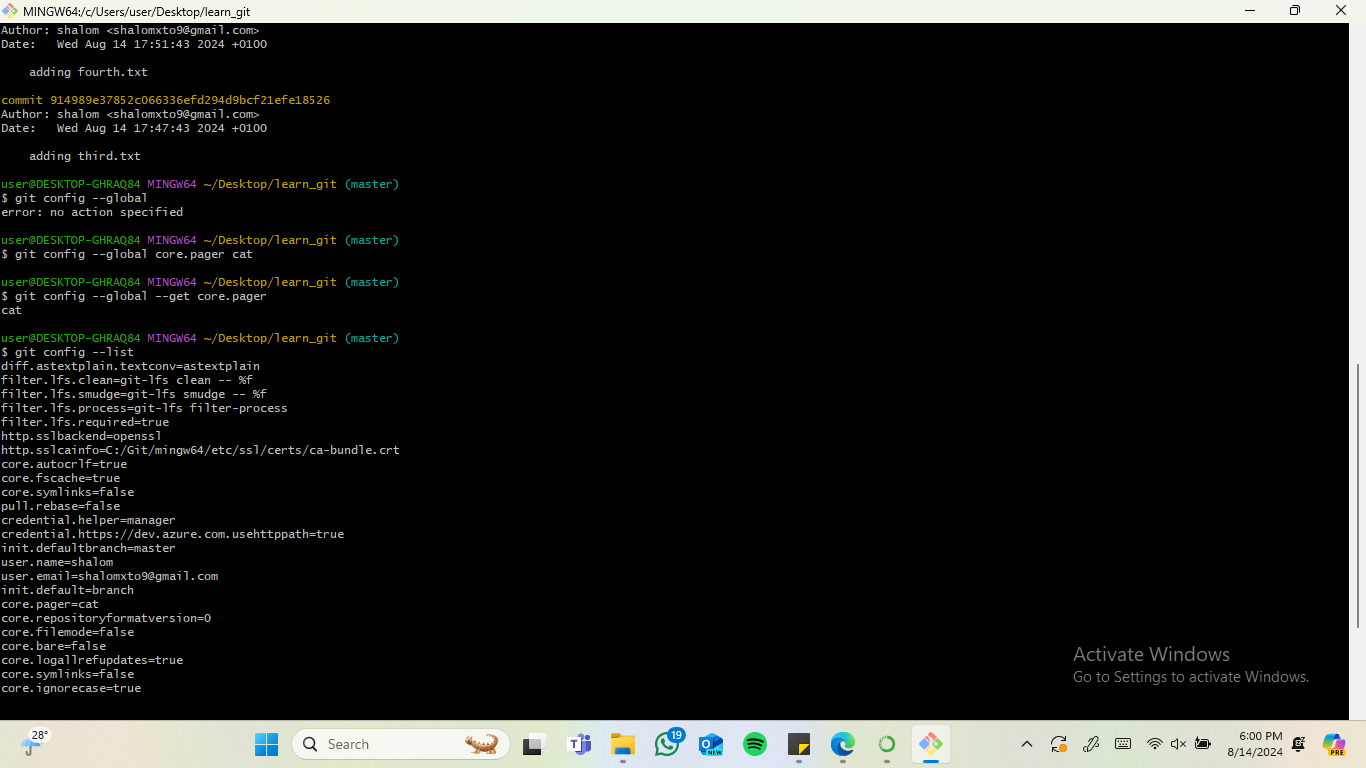 MINGW64:/c/Users/user/Desktop/learn_git
Author: shalom <shalomxto9@gmail.com>
Date:   Wed Aug 14 17:51:43 2024 +0100
adding fourth.txt
commit 914989e37852c066336efd294d9bcf21efe18526
Author: shalom <shalomxto9@gmail.com>
Date:   Wed Aug 14 17:47:43 2024 +0100
adding third.txt
user@DESKTOP-GHRAQ84 MINGW64 ~/Desktop/learn_git (master)
$ git config --global
error: no action specified
user@DESKTOP-GHRAQ84 MINGW64 ~/Desktop/learn_git (master)
$ git config --global core.pager cat
user@DESKTOP-GHRAQ84 MINGW64 ~/Desktop/learn_git (master)
$ git config --global --get core.pager
cat
user@DESKTOP-GHRAQ84 MINGW64 ~/Desktop/learn_git (master)
$ git config --list
diff.astextplain.textconv=astextplain
filter.lfs.clean=git-lfs clean -- %f
filter.lfs.smudge=git-lfs smudge -- %f
filter.lfs.process=git-lfs filter-process
filter.lfs.required=true
http.sslbackend=openssl
http.sslcainfo=C:/Git/mingw64/etc/ssl/certs/ca-bundle.crt
core.autocrlf=true
core.fscache=true
core.symlinks=false
pull.rebase=false
credential.helper=manager
credential.https://dev.azure.com.usehttppath=true
init.defaultbranch=master
user.name=shalom
user.email=shalomxto9@gmail.com
init.default=branch
core.pager=cat
core.repositoryformatversion=0
core.filemode=false
core.bare=false
core.logallrefupdates=true
core.symlinks=false
core.ignorecase=true
Activate Windows
Go to Settings to activate Windows.
28°
Search
19
NEW
6:00 PM
8/14/2024
PRE